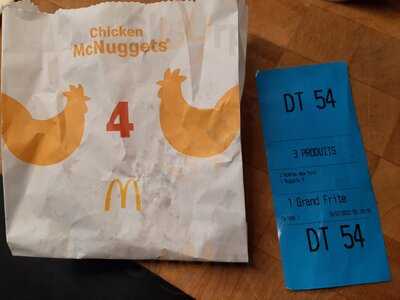 Chicken
McNuggets®
4
DT 54
3 PRODUITS
1 Grand Frite
DT 54